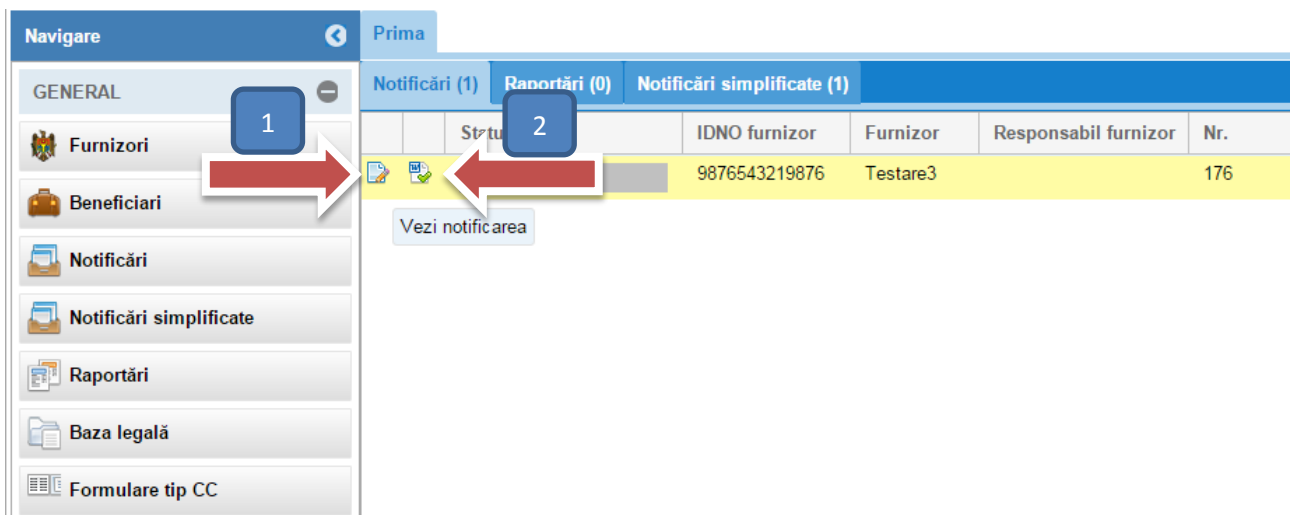 Navigare
Prima
GENERAL
Notificări (1) Raportări (0) Notificări simplificate (1)
1
2
IDNO furnizor Furnizor Responsabil furnizor Nr.
Furnizori
9876543219876 Testare3 176
Beneficiari
Vezi notificarea
Notificări
Notificări simplificate
Raportări
Baza legală
Formulare tip CC